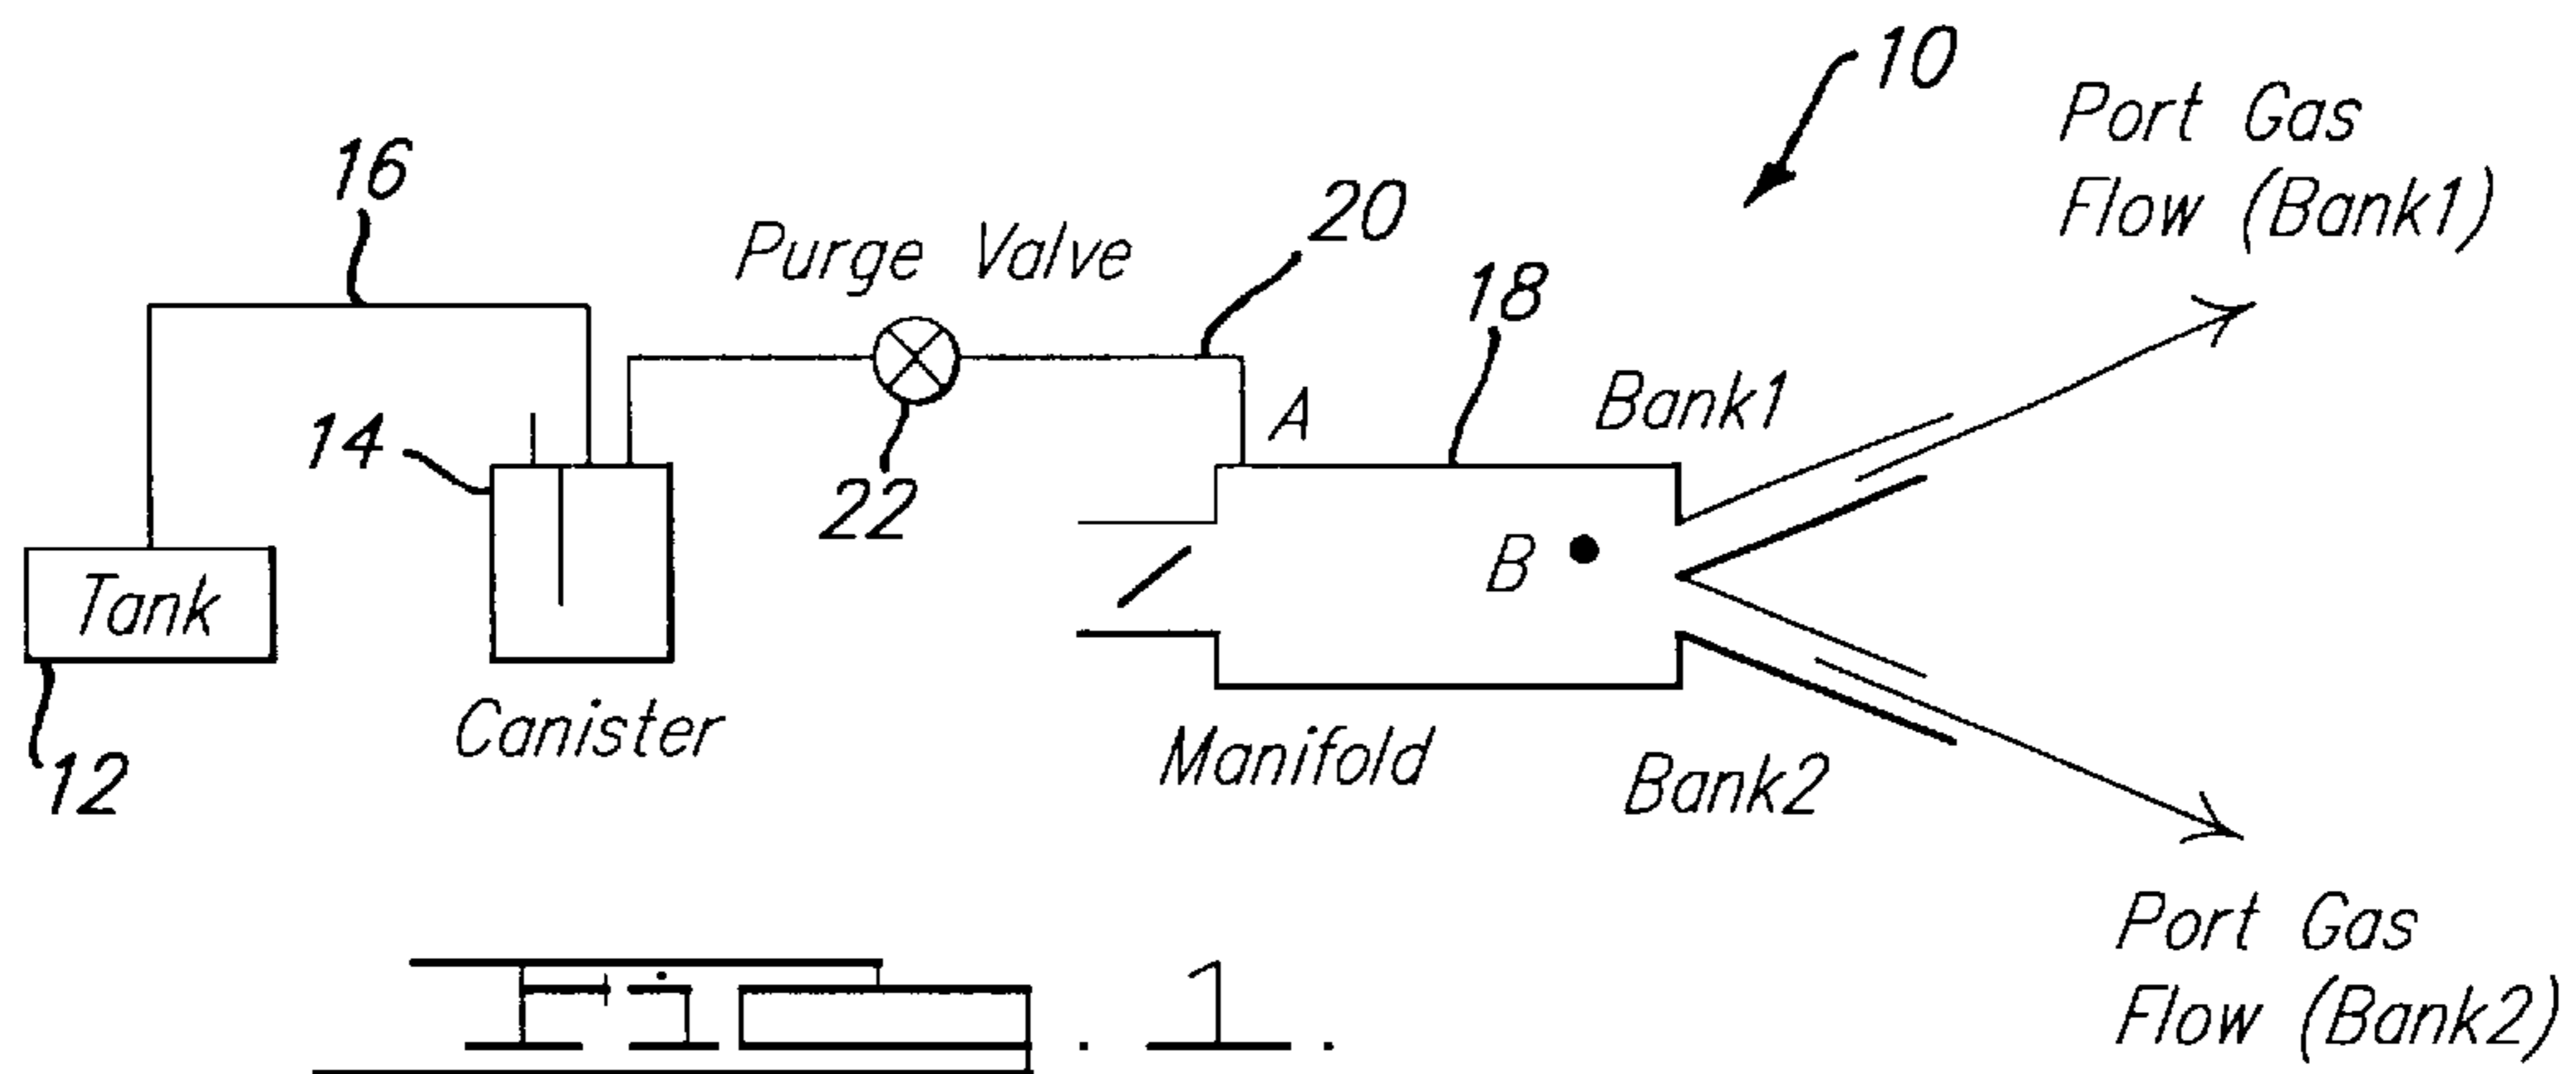 10
Port Gas
Flow (Bank1)
16
20
Purge Valve
18
Bank1
A
14
22
B
Tank
Canister
Manifold
Bank2
12
Port Gas
Flow (Bank2)
Fig. 1.